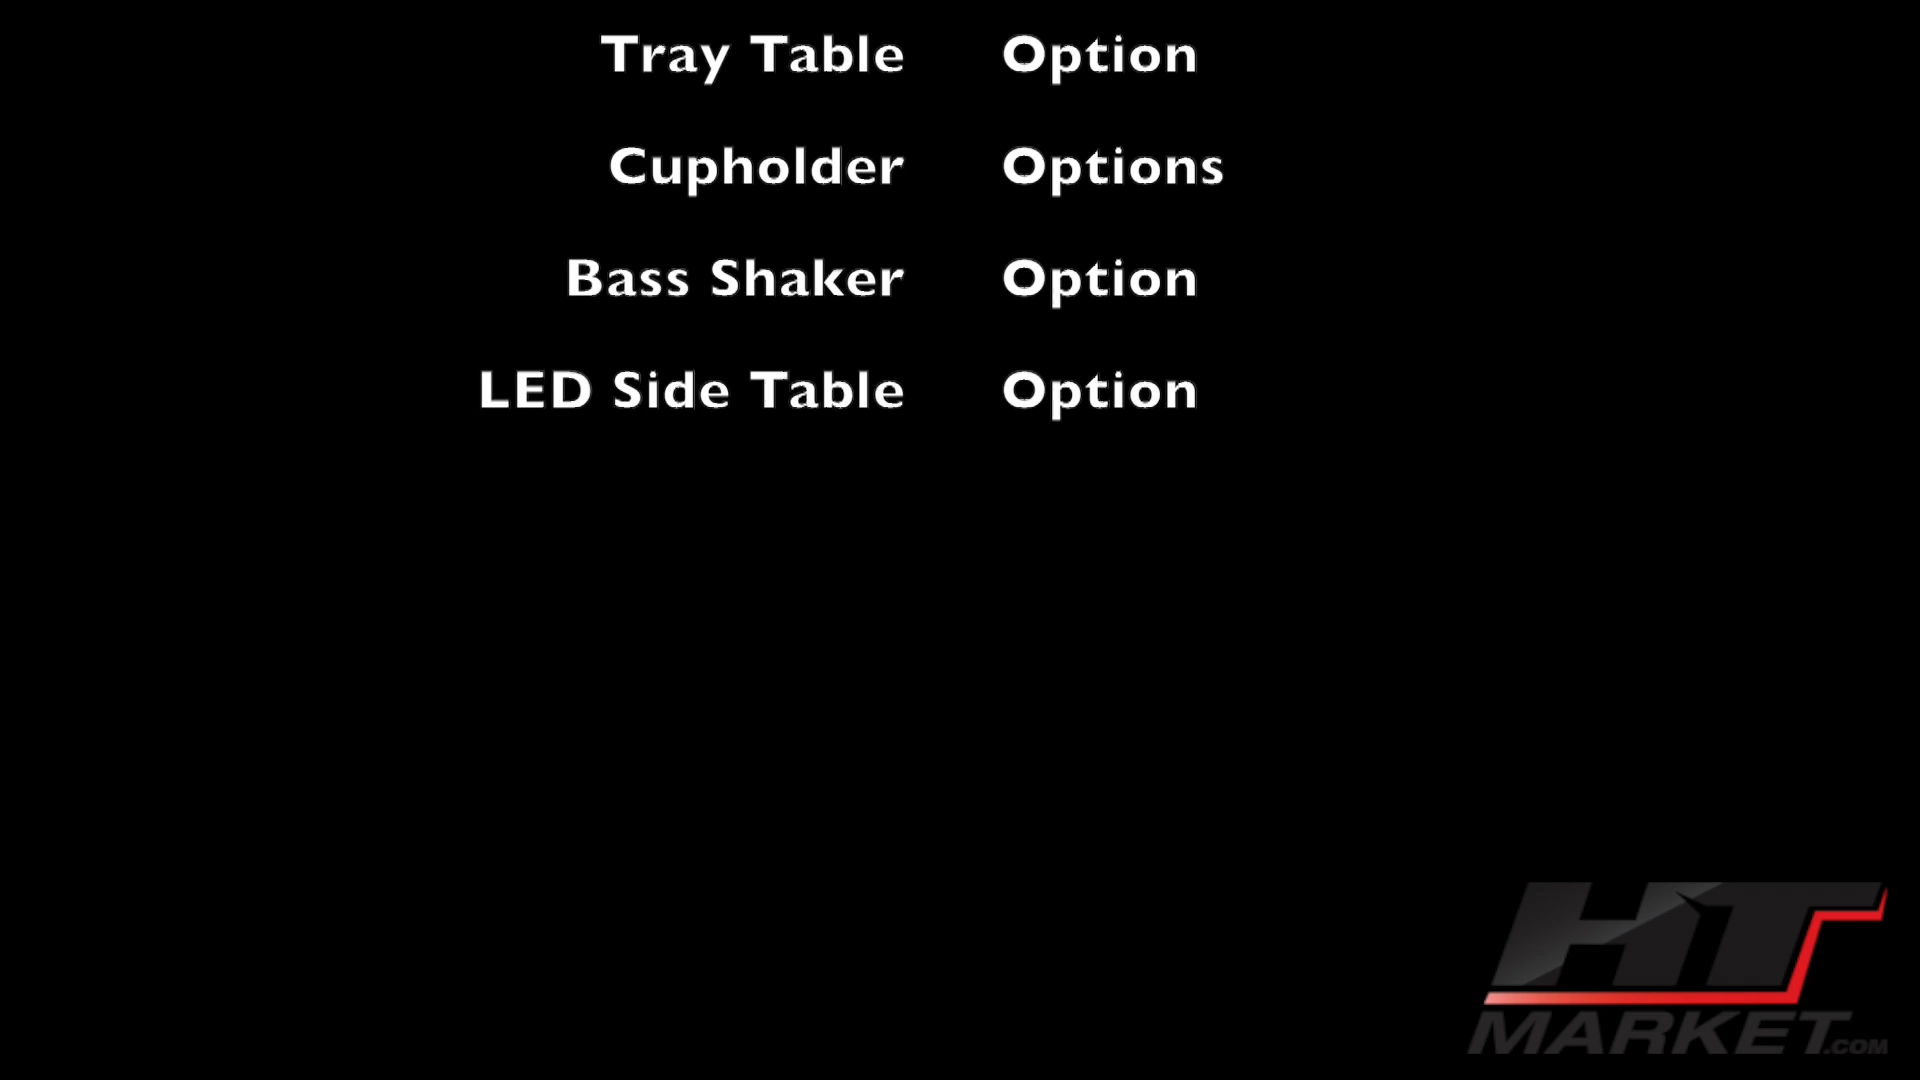 Tray Table Option
Cupholder Options
Bass Shaker Option
LED Side Table Option
HT
MARKET.COM